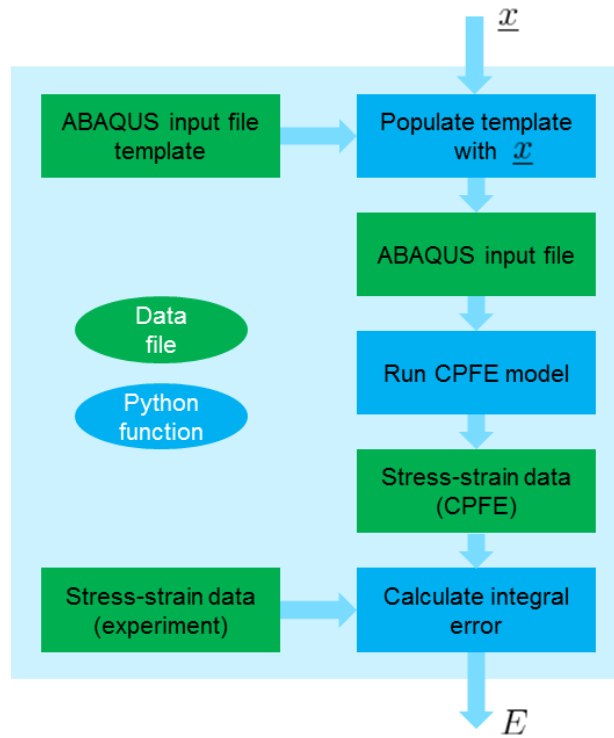 x
ABAQUS input file
template
Populate template
with x
ABAQUS input file
Data
file
Python
function
Run CPFE model
Stress-strain data
(CPFE)
Stress-strain data
(experiment)
Calculate integral
error
E